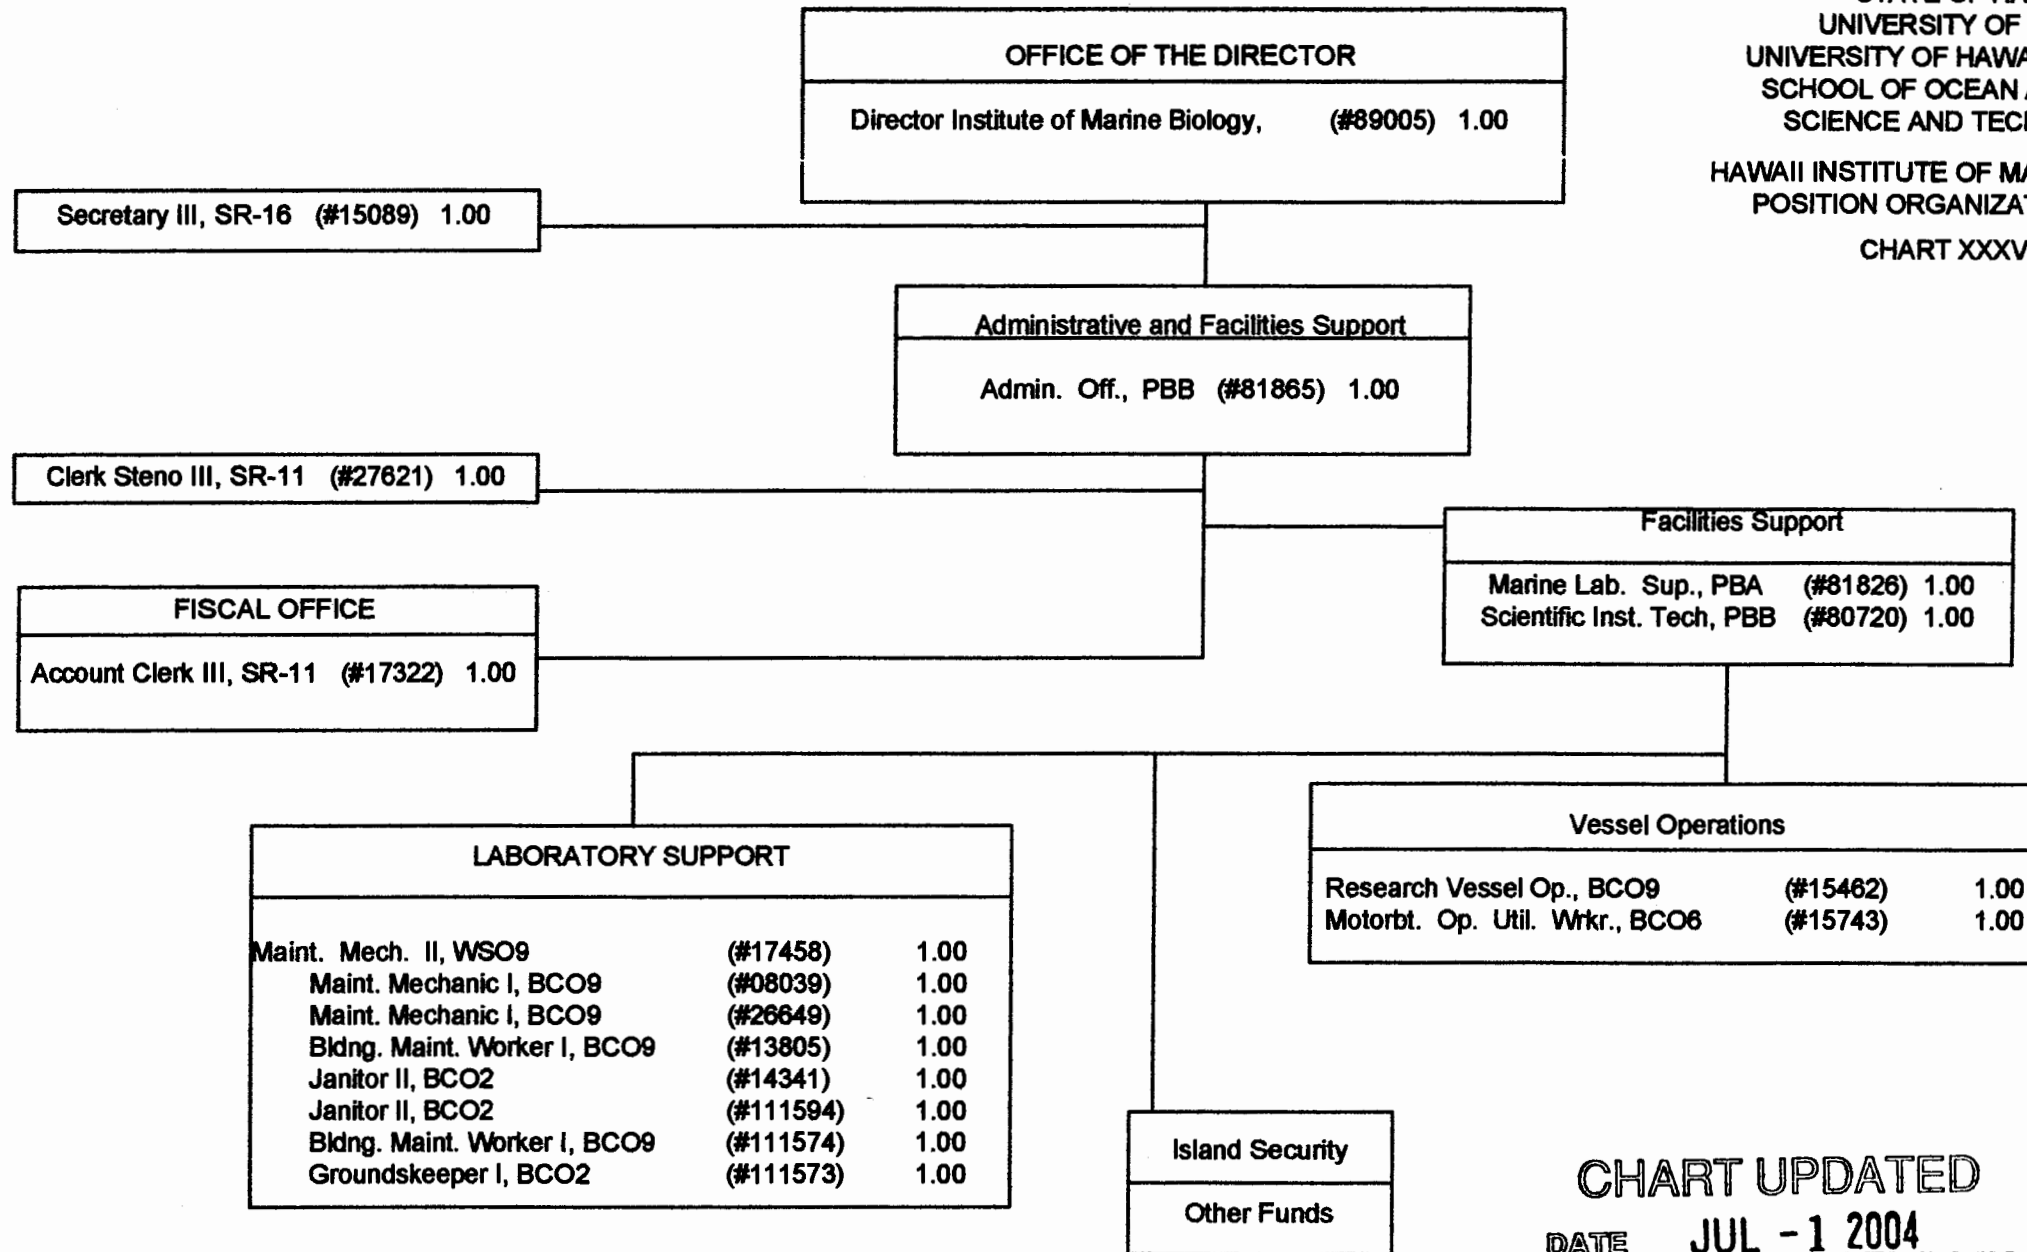 OFFICE OF THE DIRECTOR
Director Institute of Marine Biology, (#89005) 1.00
UNIVERSITY OF
UNIVERSITY OF
SCHOOL OF OCEAN
SCIENCE AND
HAWAII INSTITUTE OF
POSITION
CHART XXXV
Secretary III, SR-16 (#15089) 1.00
Administrative and Facilities Support
Admin. Off., PBB (#81865) 1.00
Clerk Steno III, SR-11 (#27621) 1.00
Facilities Support
Marine Lab. Sup., PBA (#81826) 1.00
Scientific Inst. Tech, PBB (#80720) 1.00
FISCAL OFFICE
Account Clerk III, SR-11 (#17322) 1.00
LABORATORY SUPPORT
Maint. Mech. II, WSO9 (#17458) 1.00
Maint. Mechanic I, BCO9 (#08039) 1.00
Maint. Mechanic I, BCO9 (#26649) 1.00
Bldng. Maint. Worker I, BCO9 (#13805) 1.00
Janitor II, BCO2 (#14341) 1.00
Janitor II, BCO2 (#111594) 1.00
Bldng. Maint. Worker I, BCO9 (#111574) 1.00
Groundskeeper I, BCO2 (#111573) 1.00
Vessel Operations
Research Vessel Op., BCO9 (#15462) 1.00
Motorbt. Op. Util. Wrkr., BCO6 (#15743) 1.00
Island Security
Other Funds
CHART UPDATED
DATE JUL - 1 2004